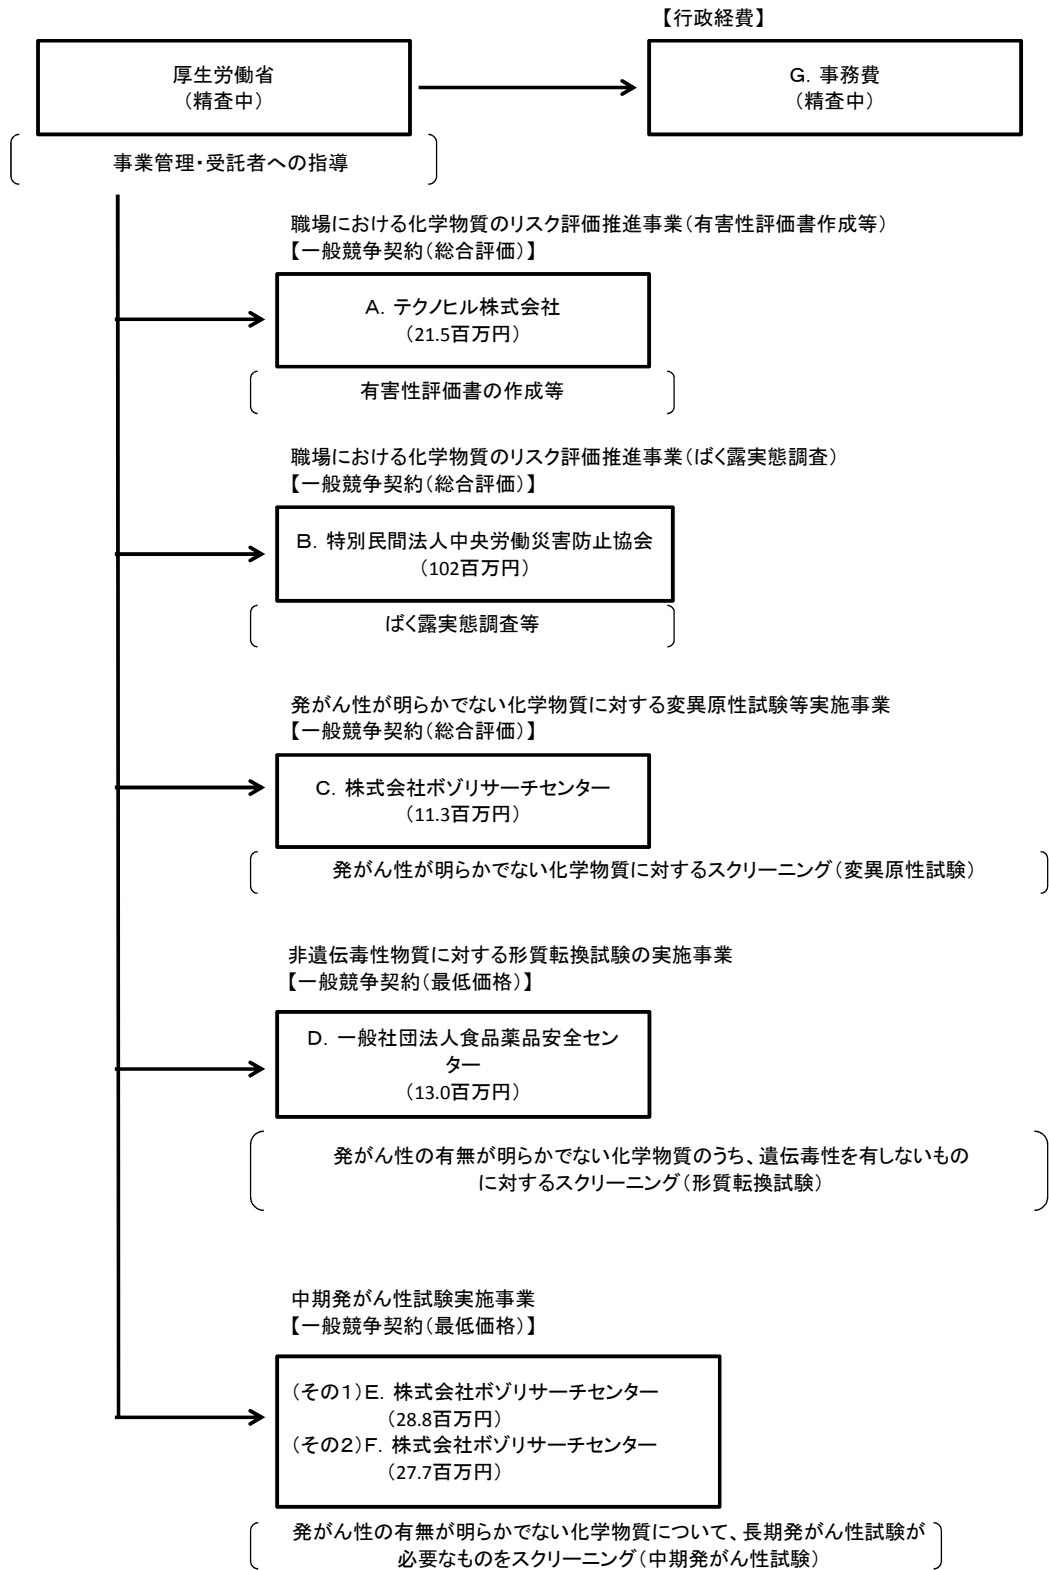 【行政経費】
厚生労働省
（精査中）
G．事務費
（精査中）
事業管理・受託者への指導
職場における化学物質のリスク評価推進事業（有害性評価書作成等）
【一般競争契約（総合評価）】
A．テクノヒル株式会社
（21.5百万円）
有害性評価書の作成等
職場における化学物質のリスク評価推進事業（ばく露実態調査）
【一般競争契約（総合評価）】
B．特別民間法人中央労働災害防止協会
（102百万円）
ばく露実態調査等
発がん性が明らかでない化学物質に対する変異原性試験等実施事業
【一般競争契約（総合評価）】
C．株式会社ボゾリサーチセンター
（11.3百万円）
発がん性が明らかでない化学物質に対するスクリーニング（変異原性試験）
非遺伝毒性物質に対する形質転換試験の実施事業
【一般競争契約（最低価格）】
D．一般社団法人食品薬品安全セン
ター
（13.0百万円）
発がん性の有無が明らかでない化学物質のうち、遺伝毒性を有しないもの
に対するスクリーニング（形質転換試験）
中期発がん性試験実施事業
【一般競争契約（最低価格）】
（その１）E．株式会社ボゾリサーチセンター
（28.8百万円）
（その２）F．株式会社ボゾリサーチセンター
（27.7百万円）
発がん性の有無が明らかでない化学物質について、長期発がん性試験が
必要なものをスクリーニング（中期発がん性試験）